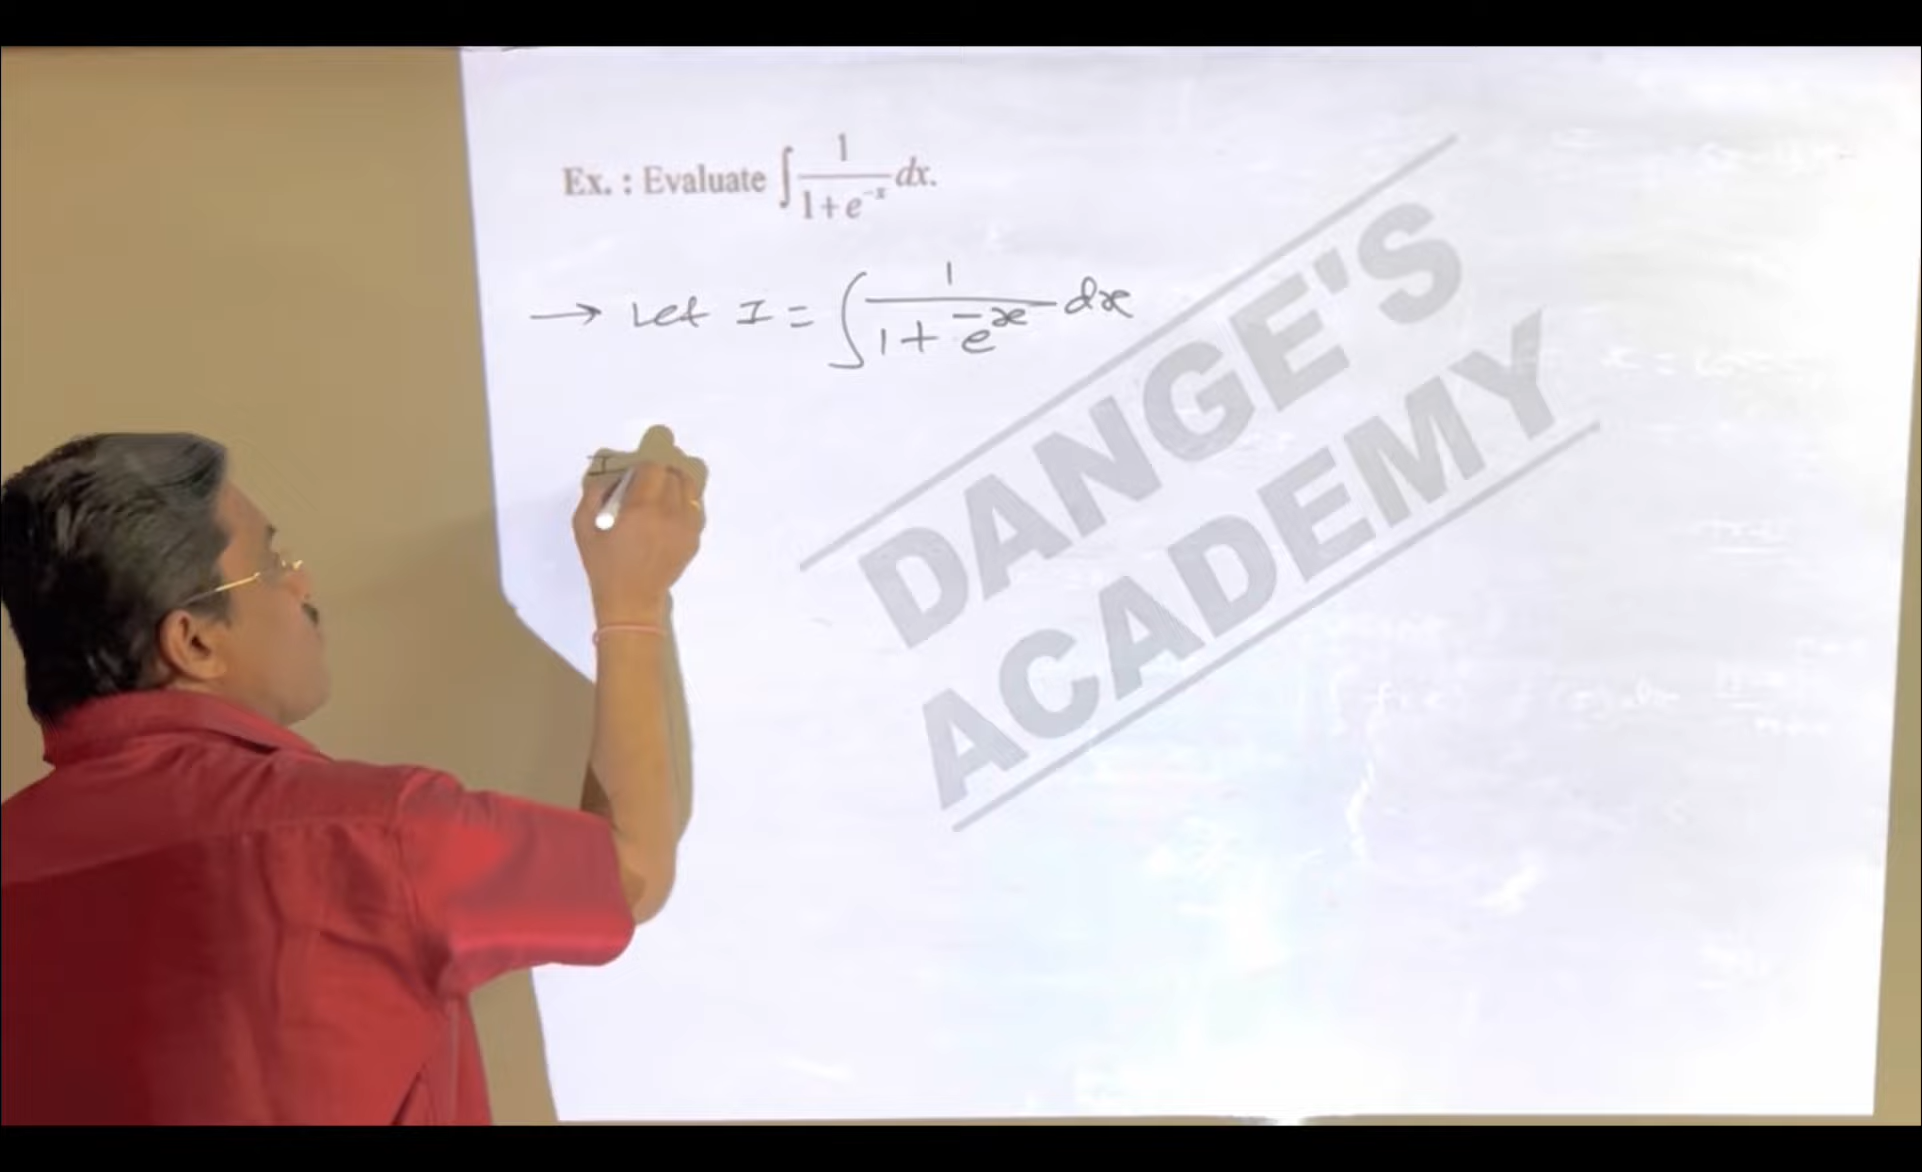 Ex. : Evaluate ∫ 1/(1+e^{-x}) dx.
→ Let I = ∫ 1/(1+e^{-x}) dx
I
DANGE'S
ACADEMY